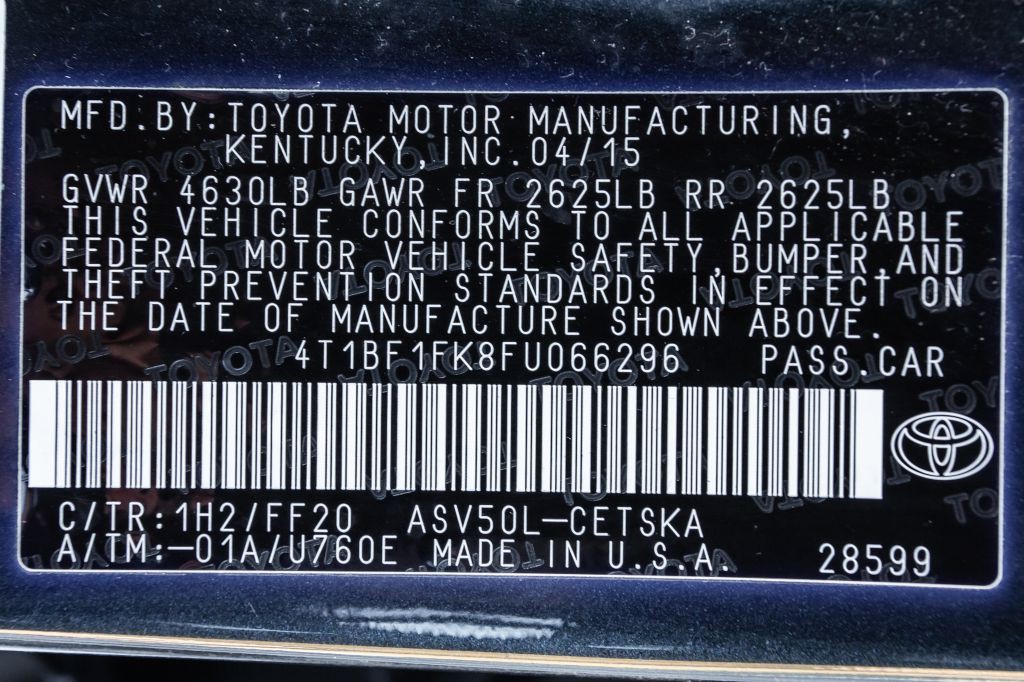 MFD.BY:TOYOTA MOTOR MANUFACTURING,
KENTUCKY,INC.04/15
GVWR 4630LB GAWR FR 2625LB RR 2625LB
THIS VEHICLE CONFORMS TO ALL APPLICABLE
FEDERAL MOTOR VEHICLE SAFETY,BUMPER,AND
THEFT PREVENTION STANDARDS IN EFFECT ON
THE DATE OF MANUFACTURE SHOWN ABOVE.
4T1BF1FK8FU066296 PASS.CAR
C/TR:1H2/FF20 ASV50L-CETSKA
A/TM:-01A/U760E MADE IN U.S.A. 28599